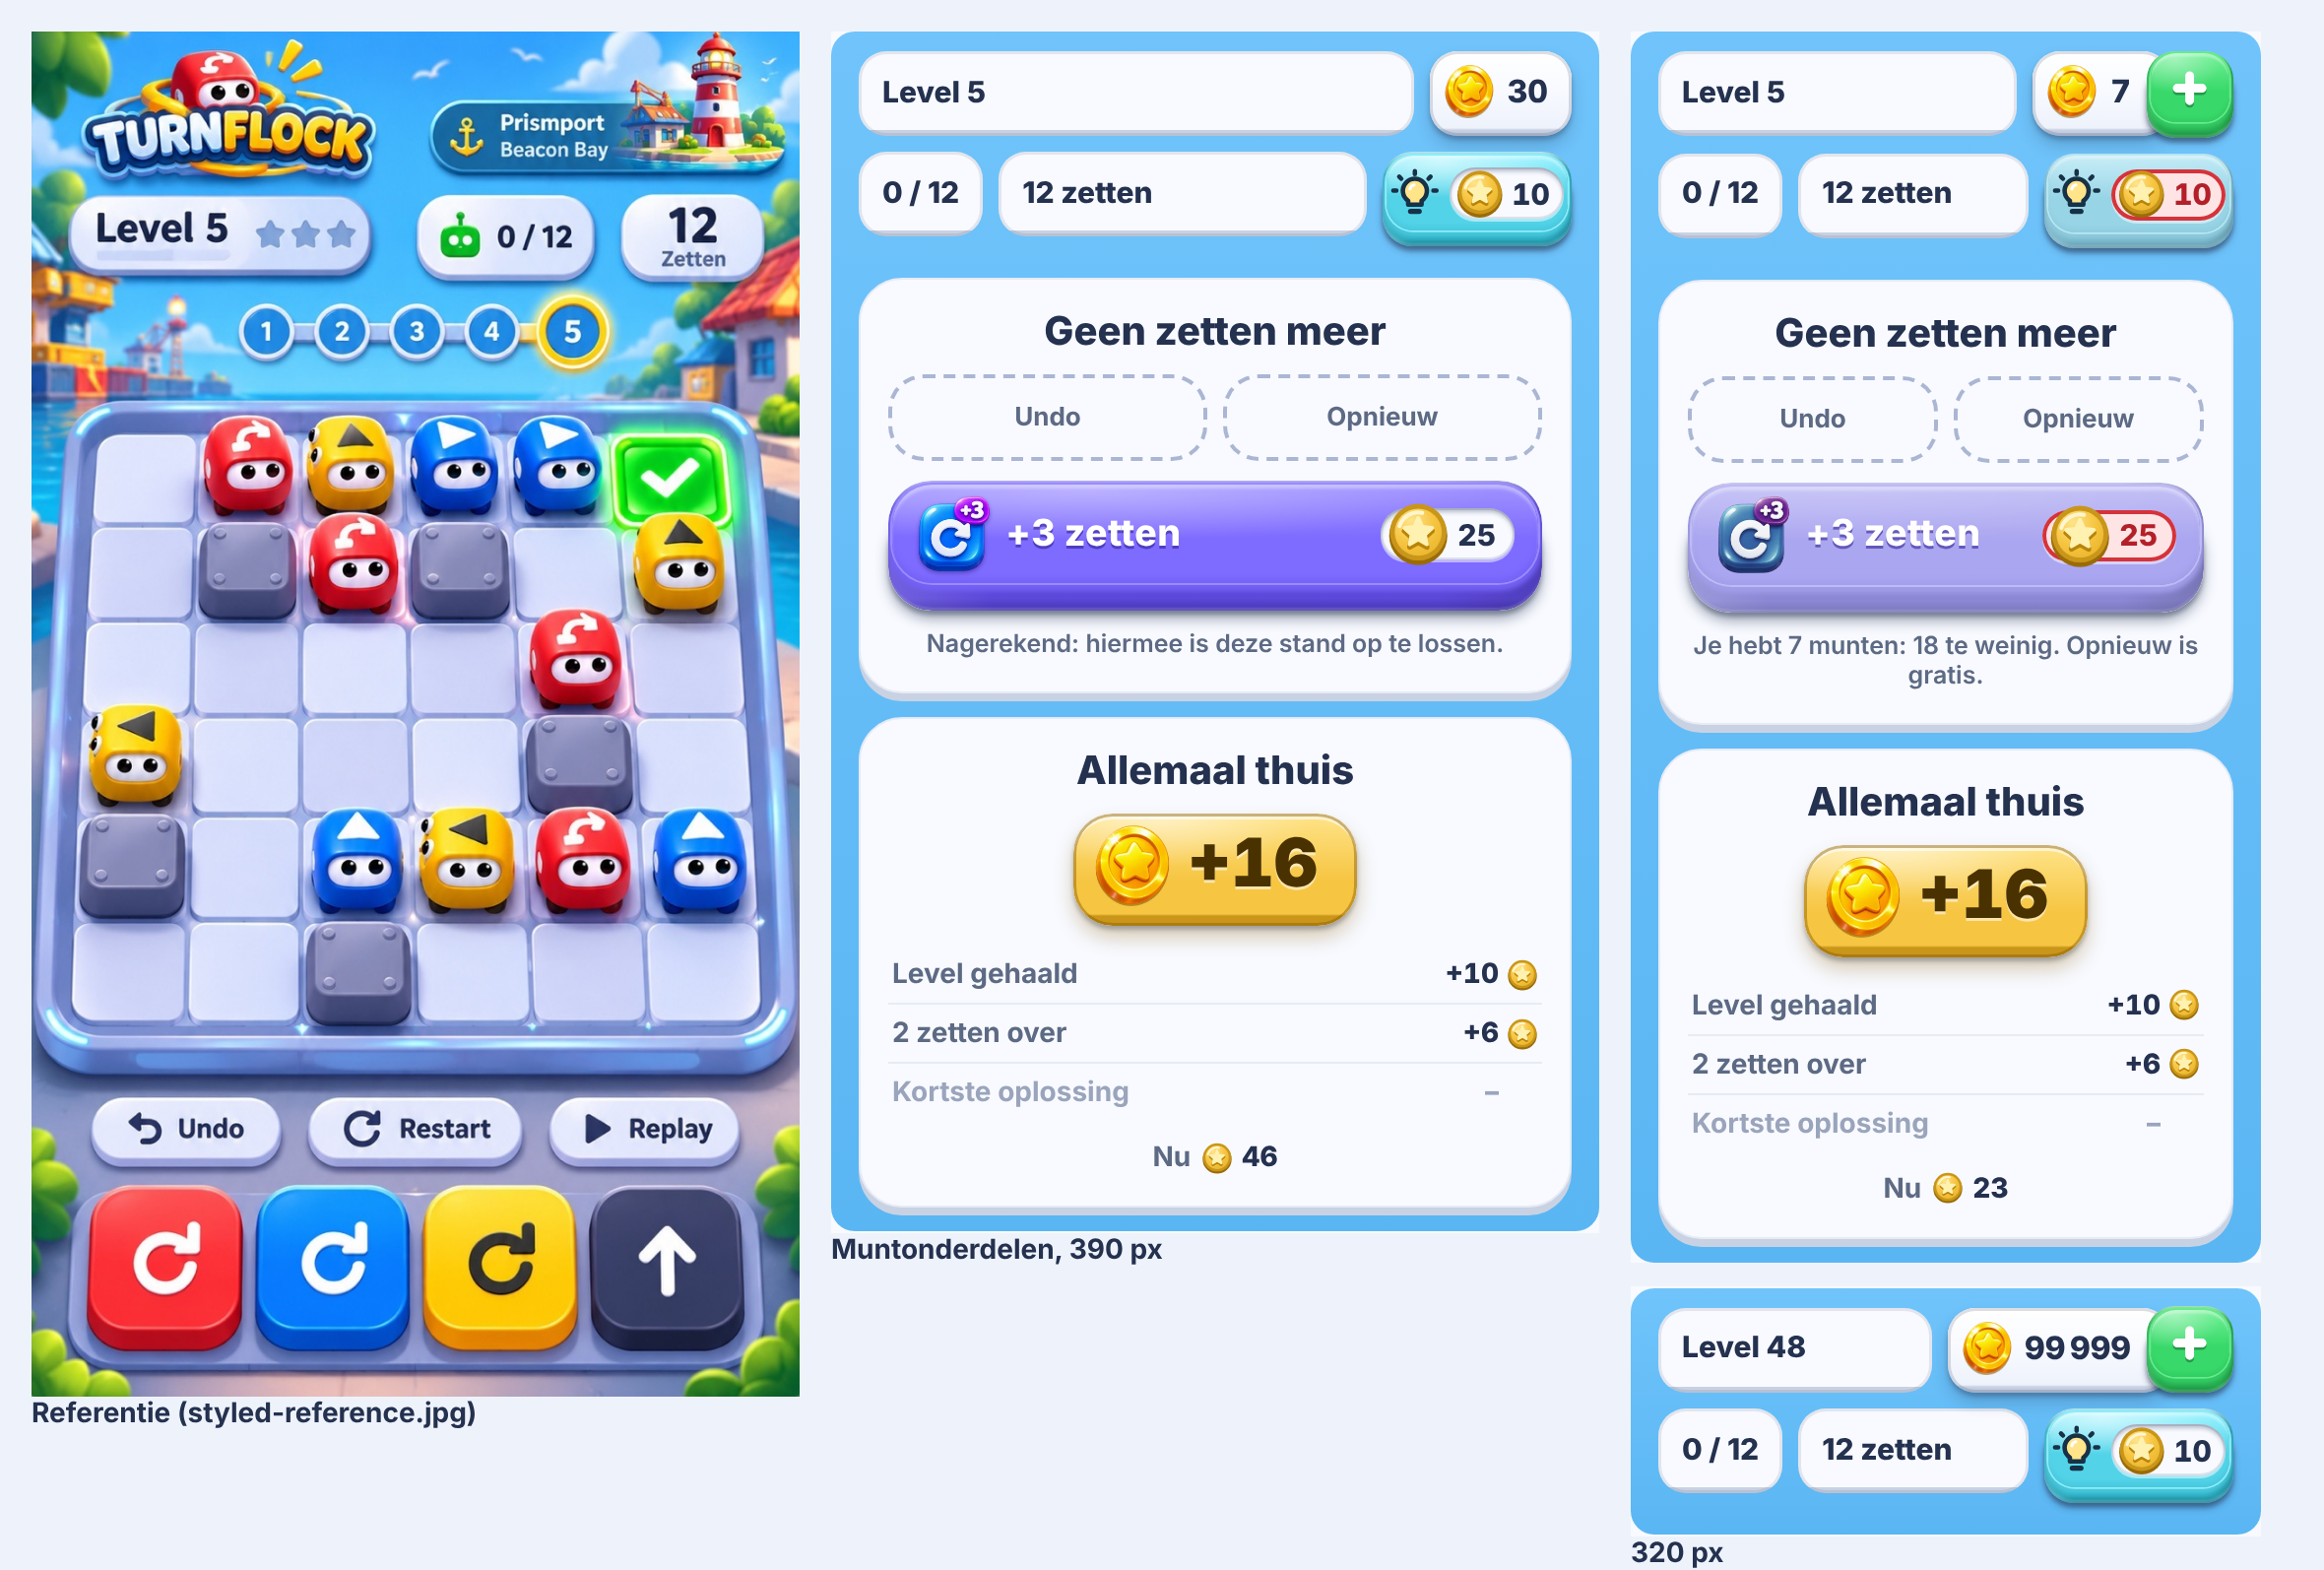 TURNFLOCK
Prismport
Beacon Bay
Level 5
0 / 12
12
Zetten
1 2 3 4 5
Undo
Restart
Replay
Referentie (styled-reference.jpg)
Level 5
30
0 / 12
12 zetten
10
Geen zetten meer
Undo
Opnieuw
+3
+3 zetten
25
Nagerekend: hiermee is deze stand op te lossen.
Allemaal thuis
+16
Level gehaald +10
2 zetten over +6
Kortste oplossing –
Nu 46
Muntonderdelen, 390 px
Level 5
7
+
0 / 12
12 zetten
10
Geen zetten meer
Undo
Opnieuw
+3
+3 zetten
25
Je hebt 7 munten: 18 te weinig. Opnieuw is
gratis.
Allemaal thuis
+16
Level gehaald +10
2 zetten over +6
Kortste oplossing –
Nu 23
Level 48
99 999
+
0 / 12
12 zetten
10
320 px